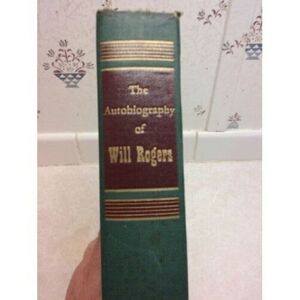 The
Autobiography
of
Will Rogers